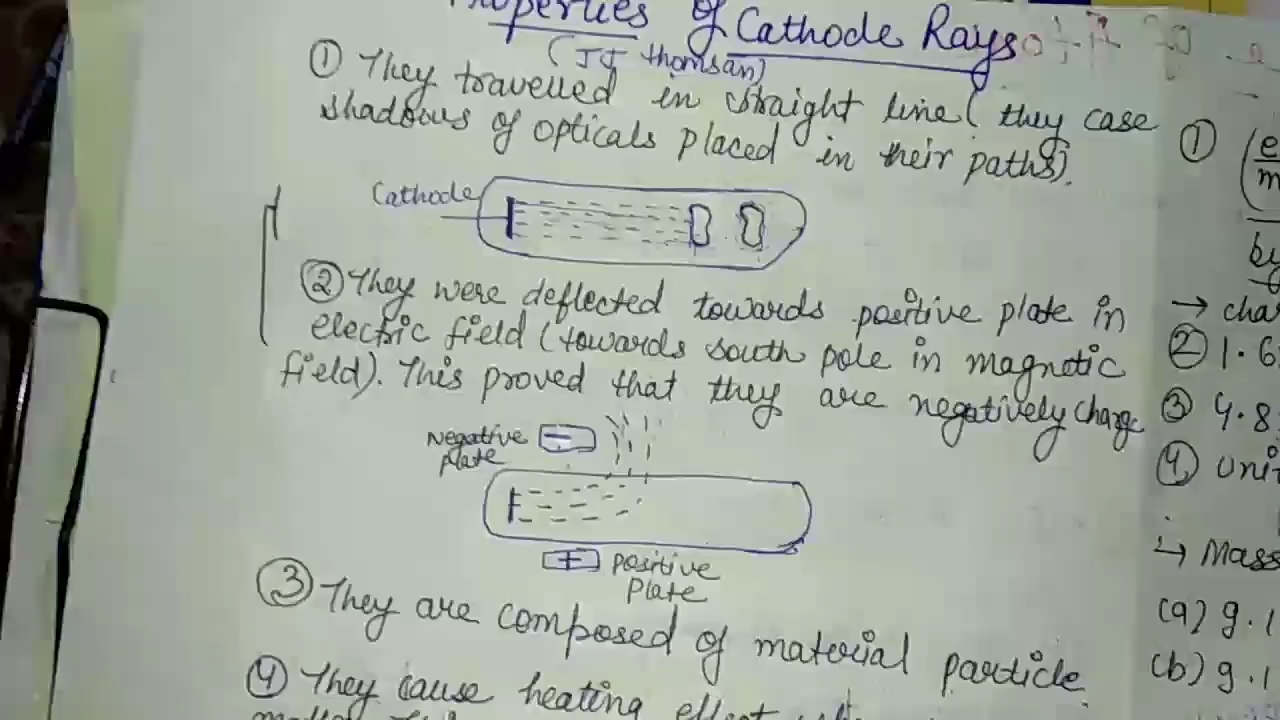 Properties of Cathode Rays
(JJ thomsan)
① They travelled in straight line (they case
shadows of opticals placed in their paths).
Cathode
② They were deflected towards positive plate in
electric field (towards south pole in magnetic
field). This proved that they are negatively charge
Negative
plate
−
+
positive
plate
③ They are composed of material particle
④ They cause heating effect
①
e
m
by
→ cha
② 1.6
③ 4.8
④ uni
↳ Mass
(a) 9.1
(b) 9.1